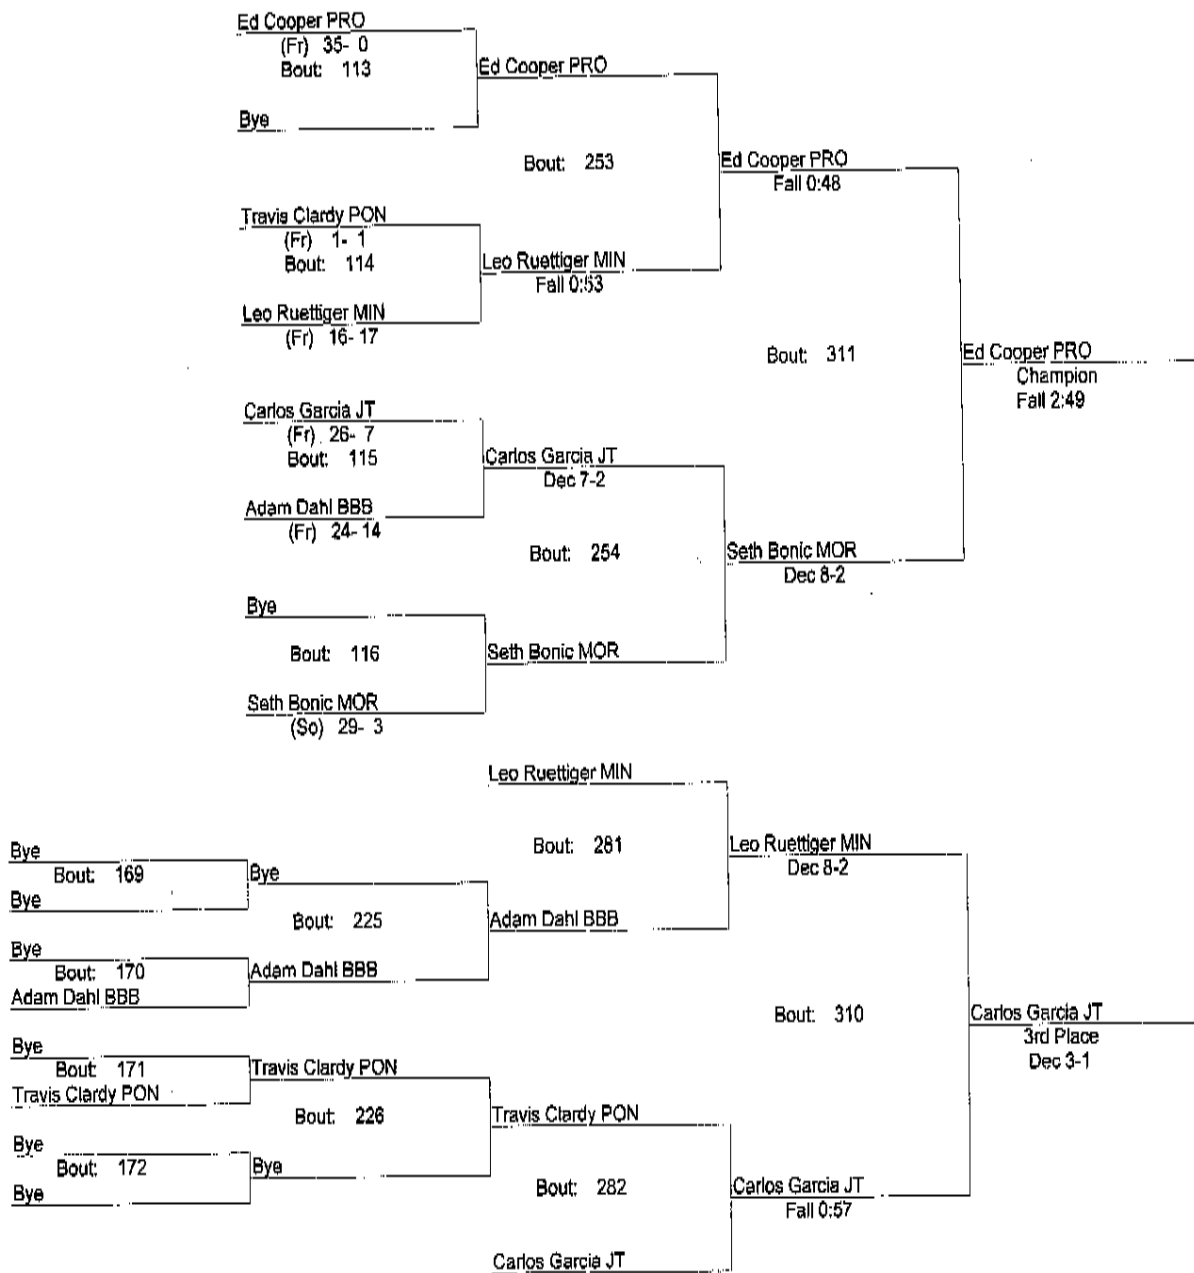 Ed Cooper PRO
(Fr) 35- 0
Bout: 113
Ed Cooper PRO
Bye
Bout: 253
Ed Cooper PRO
Fall 0:48
Travis Clardy PON
(Fr) 1- 1
Bout: 114
Leo Ruettiger MIN
Fall 0:53
Leo Ruettiger MIN
(Fr) 16- 17
Bout: 311
Ed Cooper PRO
Champion
Fall 2:49
Carlos Garcia JT
(Fr) 26- 7
Bout: 115
Carlos Garcia JT
Dec 7-2
Adam Dahl BBB
(Fr) 24- 14
Bout: 254
Seth Bonic MOR
Dec 8-2
Bye
Bout: 116
Seth Bonic MOR
Seth Bonic MOR
(So) 29- 3
Leo Ruettiger MIN
Bout: 281
Leo Ruettiger MIN
Dec 8-2
Bye
Bout: 169
Bye
Bye
Bout: 225
Adam Dahl BBB
Bye
Bout: 170
Adam Dahl BBB
Adam Dahl BBB
Bout: 310
Carlos Garcia JT
3rd Place
Dec 3-1
Bye
Bout: 171
Travis Clardy PON
Travis Clardy PON
Bout: 226
Travis Clardy PON
Bye
Bout: 172
Bye
Bye
Bout: 282
Carlos Garcia JT
Fall 0:57
Carlos Garcia JT